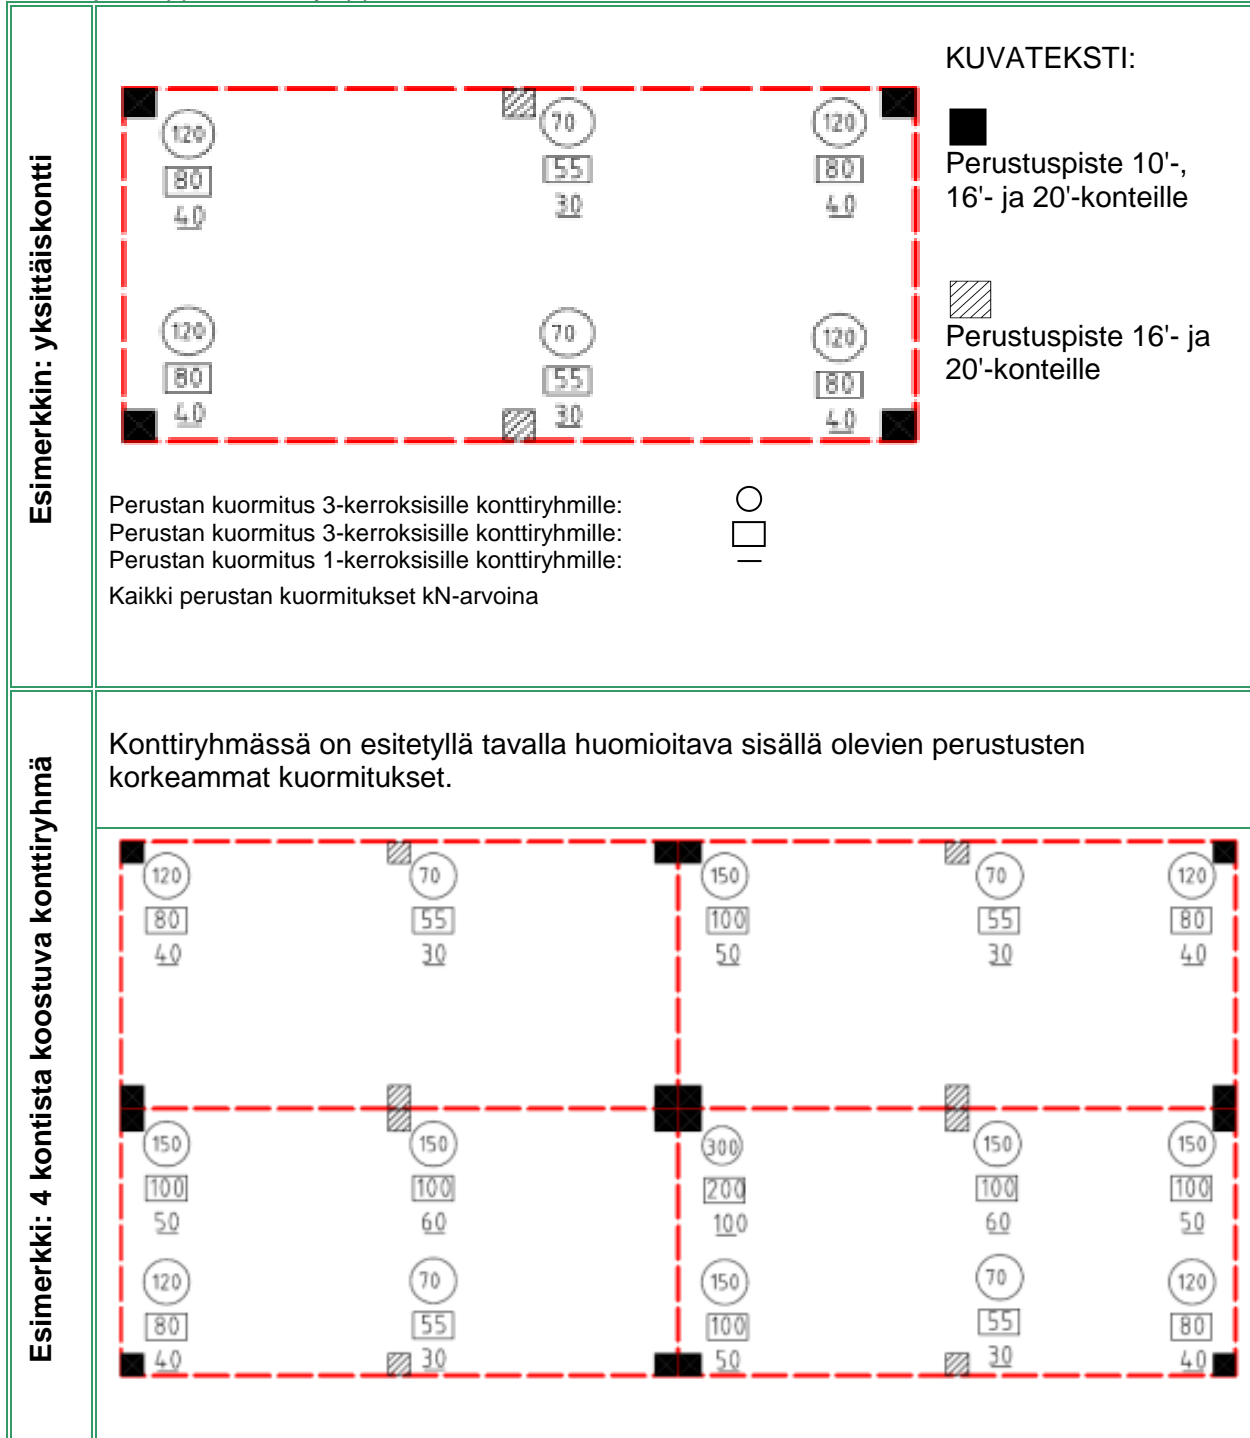 Esimerkkin: yksittäiskontti
KUVATEKSTI:
Perustuspiste 10'-,
16'- ja 20'-konteille
Perustuspiste 16'- ja
20'-konteille
120 70 120
80 55 80
40 30 40
120 70 120
80 55 80
40 30 40
Perustan kuormitus 3-kerroksisille konttiryhmille:
Perustan kuormitus 3-kerroksisille konttiryhmille:
Perustan kuormitus 1-kerroksisille konttiryhmille:
Kaikki perustan kuormitukset kN-arvoina
Esimerkki: 4 kontista koostuva konttiryhmä
Konttiryhmässä on esitetyllä tavalla huomioitava sisällä olevien perustusten
korkeammat kuormitukset.
120 70 150 70 120
80 55 100 55 80
40 30 50 30 40
150 150 300 150 150
100 100 200 100 100
50 60 100 60 50
120 70 150 70 120
80 55 100 55 80
40 30 50 30 40